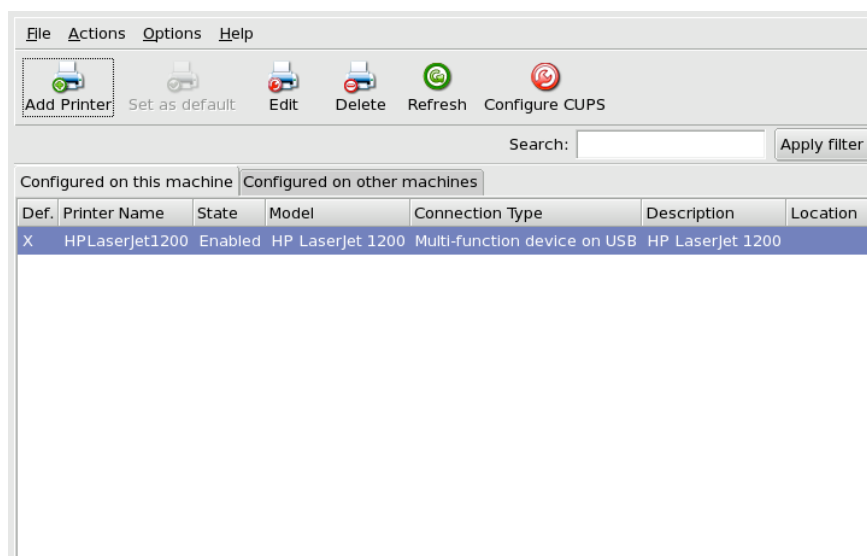 File Actions Options Help
Add Printer Set as default Edit Delete Refresh Configure CUPS
Search: Apply filter
Configured on this machine Configured on other machines
Def. Printer Name State Model Connection Type Description Location
X HPLaserJet1200 Enabled HP LaserJet 1200 Multi-function device on USB HP LaserJet 1200